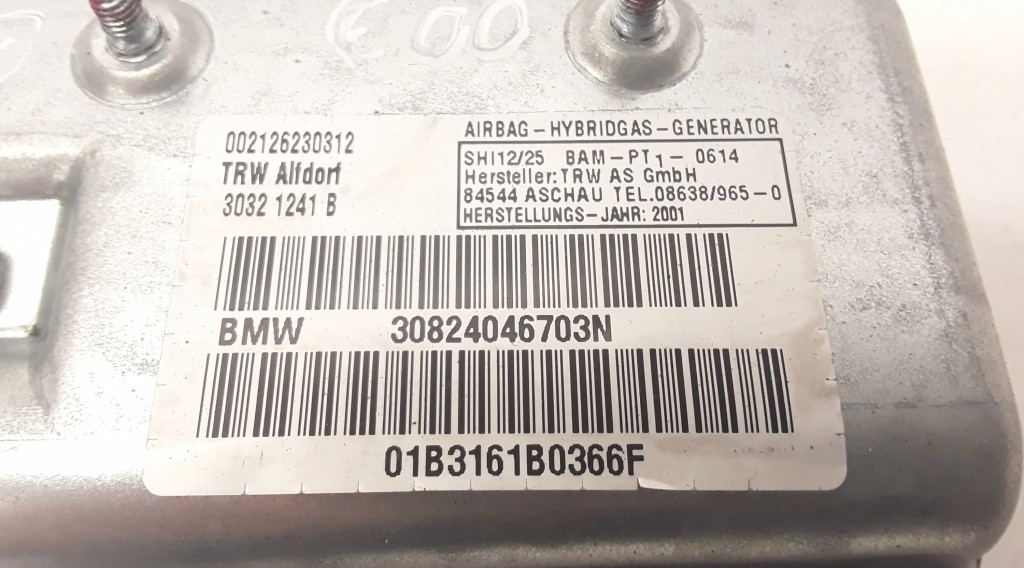 €00
002126230312
TRW Alfdorf
3032 1241 B
AIRBAG-HYBRIDGAS-GENERATOR
SHI12/25 BAM-PT1- 0614
Hersteller: TRW AS GmbH
84544 ASCHAU TEL.08638/965-0
HERSTELLUNGS-JAHR: 2001
BMW 30824046703N
01B3161B0366F